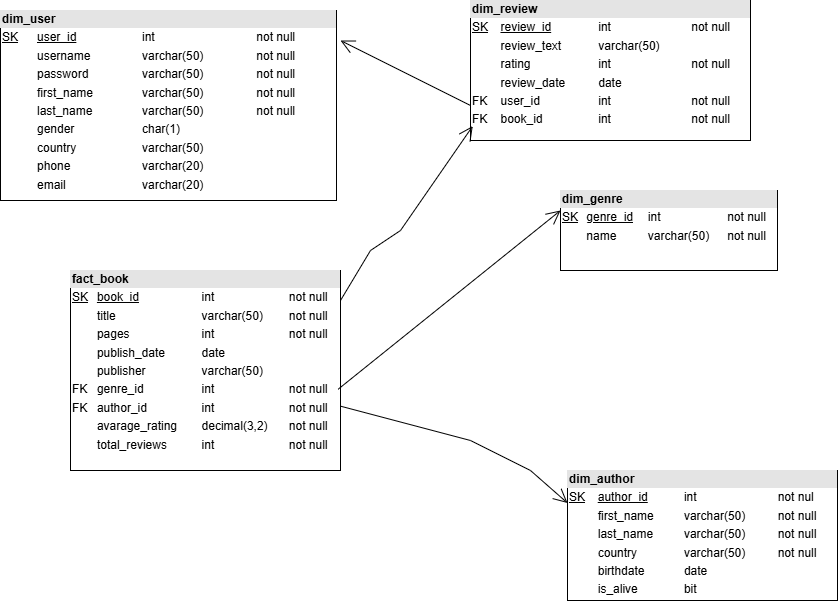 dim_user
SK user_id int not null
username varchar(50) not null
password varchar(50) not null
first_name varchar(50) not null
last_name varchar(50) not null
gender char(1)
country varchar(50)
phone varchar(20)
email varchar(20)
dim_review
SK review_id int not null
review_text varchar(50)
rating int not null
review_date date
FK user_id int not null
FK book_id int not null
dim_genre
SK genre_id int not null
name varchar(50) not null
fact_book
SK book_id int not null
title varchar(50) not null
pages int not null
publish_date date
publisher varchar(50)
FK genre_id int not null
FK author_id int not null
avarage_rating decimal(3,2) not null
total_reviews int not null
dim_author
SK author_id int not nul
first_name varchar(50) not null
last_name varchar(50) not null
country varchar(50) not null
birthdate date
is_alive bit